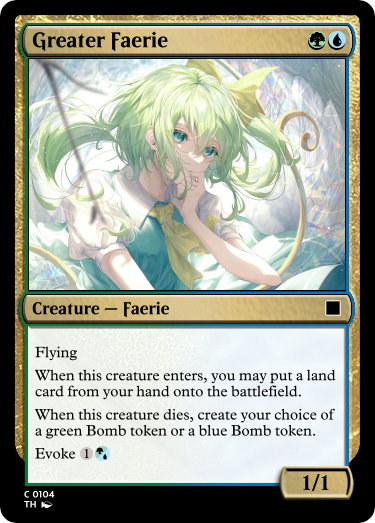 Greater Faerie
Creature — Faerie
Flying
When this creature enters, you may put a land
card from your hand onto the battlefield.
When this creature dies, create your choice of
a green Bomb token or a blue Bomb token.
Evoke 1
1/1
C 0104
TH